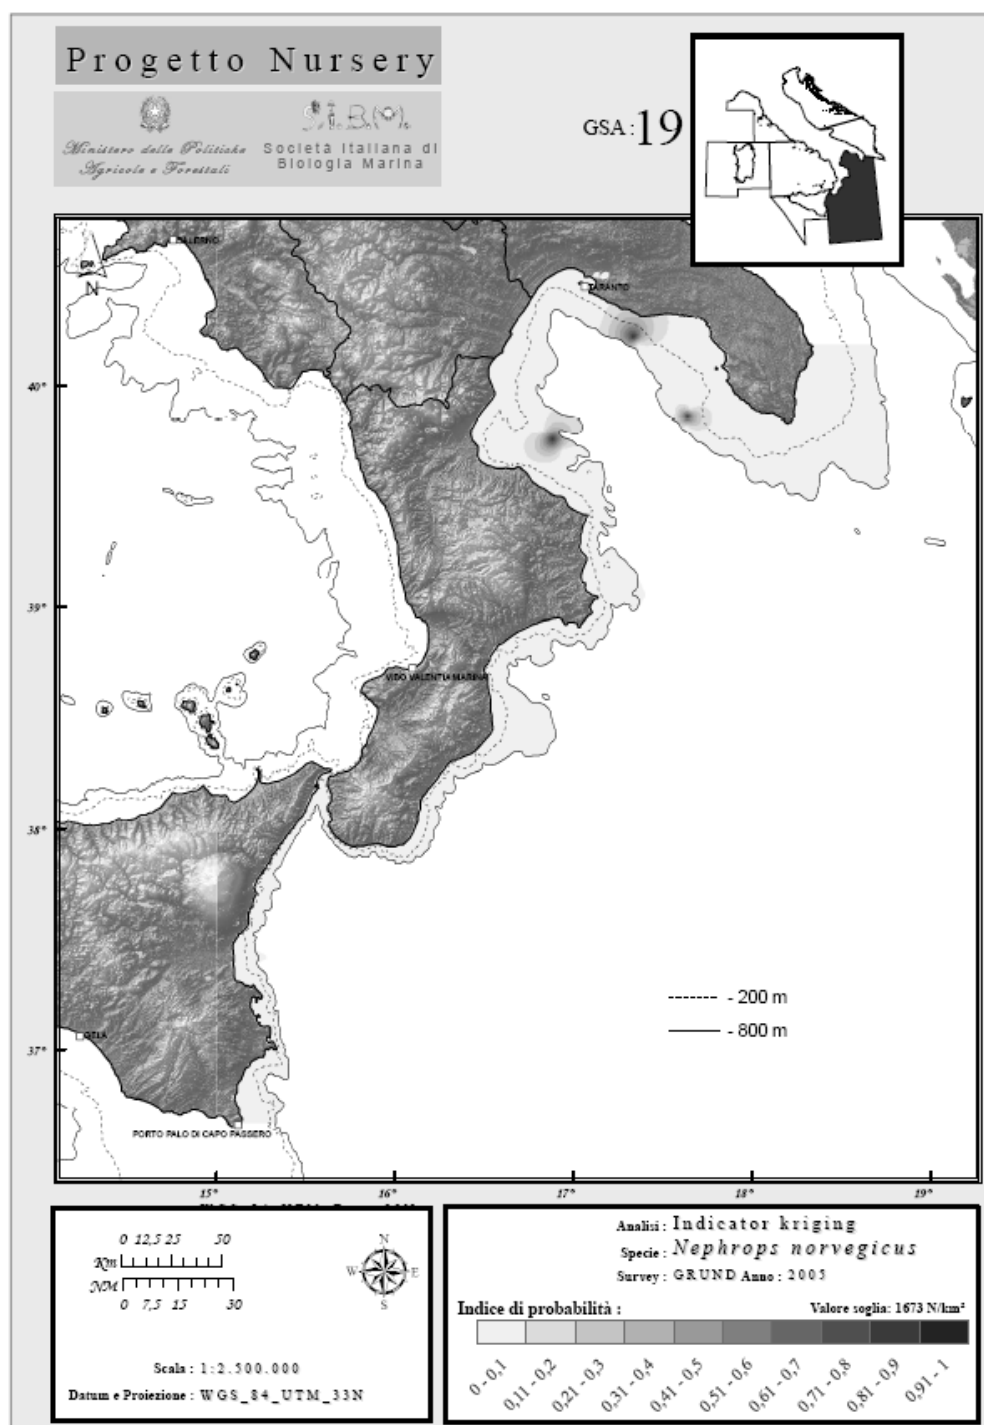 Progetto Nursery
Ministero delle Politiche
Agricole e Forestali
S.I.B.M.
Società Italiana di
Biologia Marina
GSA : 19
SALERNO
N
TARANTO
40°
39°
VIBO VALENTIA MARINA
38°
- 200 m
- 800 m
GELA
37°
PORTO PALO DI CAPO PASSERO
15°
16°
17°
18°
19°
0 12,5 25 50
Km
NM
0 7,5 15 30
N
W E
S
Scala : 1:2.500.000
Datum e Proiezione : WGS_84_UTM_33N
Analisi : Indicator kriging
Specie : Nephrops norvegicus
Survey : GRUND Anno : 2005
Indice di probabilità :
Valore soglia: 1673 N/km²
0 - 0,1
0,11 - 0,2
0,21 - 0,3
0,31 - 0,4
0,41 - 0,5
0,51 - 0,6
0,61 - 0,7
0,71 - 0,8
0,81 - 0,9
0,91 - 1